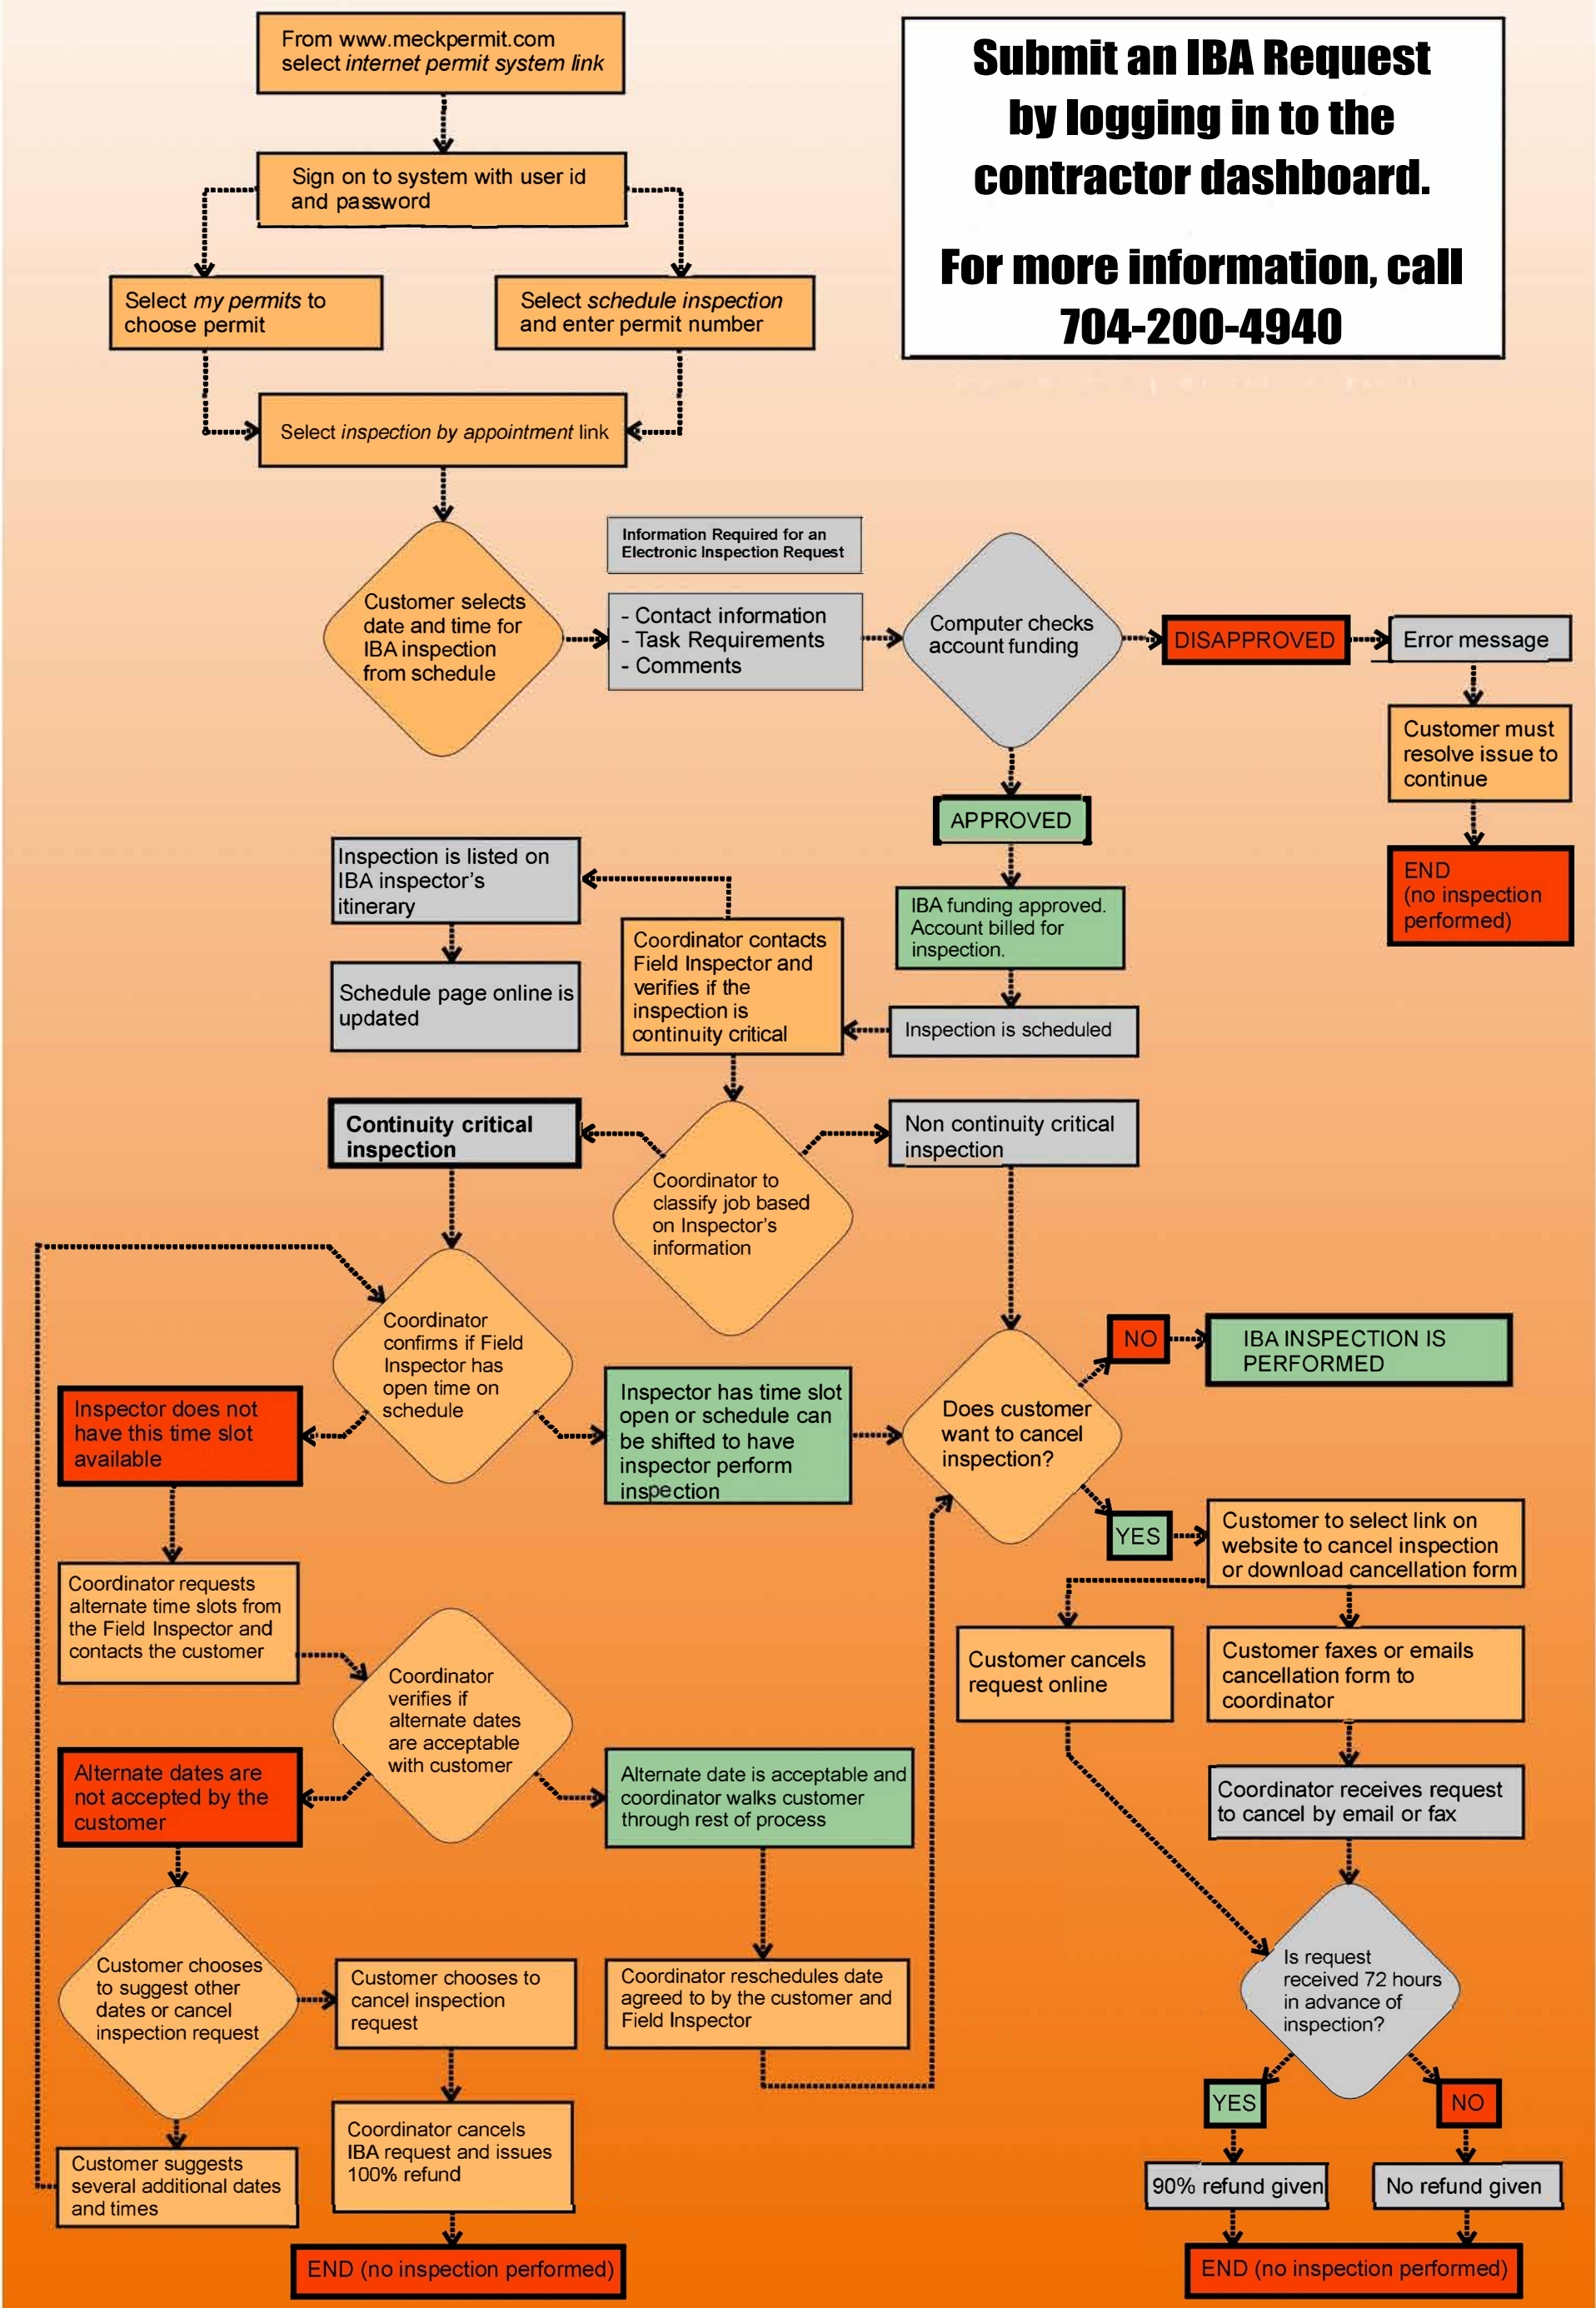 From www.meckpermit.com
select internet permit system link
Submit an IBA Request
by logging in to the
contractor dashboard.
For more information, call
704-200-4940
Sign on to system with user id
and password
Select my permits to
choose permit
Select schedule inspection
and enter permit number
Select inspection by appointment link
Customer selects
date and time for
IBA inspection
from schedule
Information Required for an
Electronic Inspection Request
- Contact information
- Task Requirements
- Comments
Computer checks
account funding
DISAPPROVED
Error message
Customer must
resolve issue to
continue
END
(no inspection
performed)
APPROVED
IBA funding approved.
Account billed for
inspection.
Inspection is scheduled
Coordinator contacts
Field Inspector and
verifies if the
inspection is
continuity critical
Inspection is listed on
IBA inspector's
itinerary
Schedule page online is
updated
Continuity critical
inspection
Coordinator to
classify job based
on Inspector's
information
Non continuity critical
inspection
Coordinator
confirms if Field
Inspector has
open time on
schedule
Inspector does not
have this time slot
available
Inspector has time slot
open or schedule can
be shifted to have
inspector perform
inspection
Does customer
want to cancel
inspection?
NO
IBA INSPECTION IS
PERFORMED
YES
Customer to select link on
website to cancel inspection
or download cancellation form
Coordinator requests
alternate time slots from
the Field Inspector and
contacts the customer
Coordinator
verifies if
alternate dates
are acceptable
with customer
Customer cancels
request online
Customer faxes or emails
cancellation form to
coordinator
Alternate dates are
not accepted by the
customer
Alternate date is acceptable and
coordinator walks customer
through rest of process
Coordinator receives request
to cancel by email or fax
Customer chooses
to suggest other
dates or cancel
inspection request
Customer chooses to
cancel inspection
request
Coordinator reschedules date
agreed to by the customer and
Field Inspector
Is request
received 72 hours
in advance of
inspection?
YES
NO
Customer suggests
several additional dates
and times
Coordinator cancels
IBA request and issues
100% refund
90% refund given
No refund given
END (no inspection performed)
END (no inspection performed)